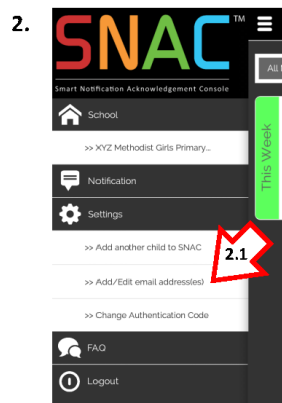 2.
SNAC™
Smart Notification Acknowledgement Console
School
>> XYZ Methodist Girls Primary...
Notification
Settings
>> Add another child to SNAC
2.1
>> Add/Edit email address(es)
>> Change Authentication Code
FAQ
Logout
All
This Week